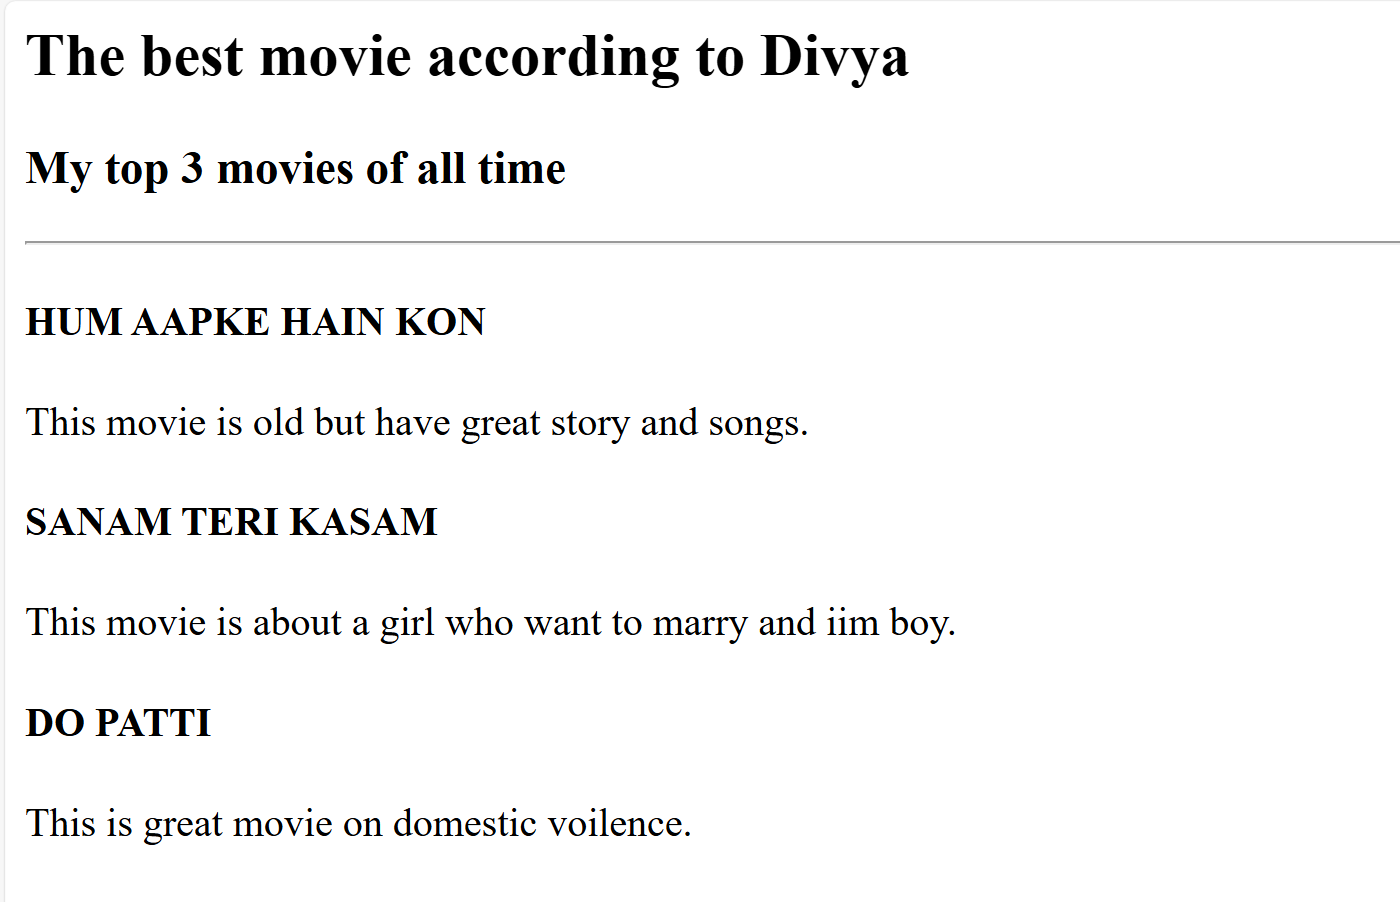 The best movie according to Divya
My top 3 movies of all time
HUM AAPKE HAIN KON
This movie is old but have great story and songs.
SANAM TERI KASAM
This movie is about a girl who want to marry and iim boy.
DO PATTI
This is great movie on domestic voilence.